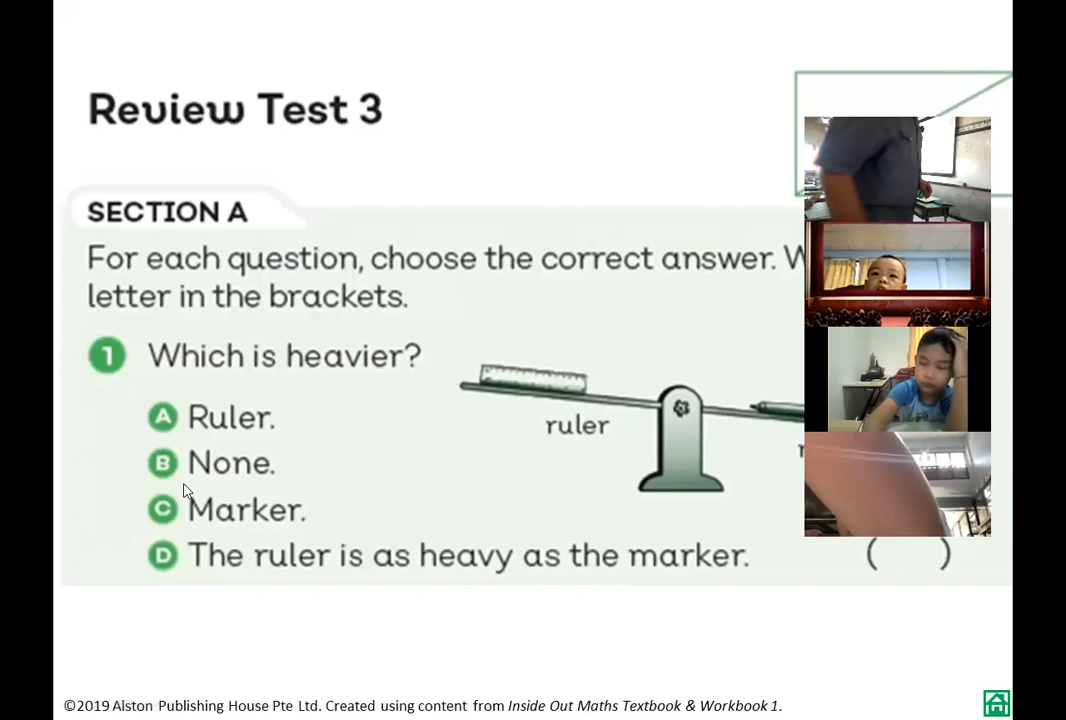 Review Test 3
SECTION A
For each question, choose the correct answer.
letter in the brackets.
1 Which is heavier?
A Ruler.
B None.
C Marker.
D The ruler is as heavy as the marker. ( )
ruler
©2019 Alston Publishing House Pte Ltd. Created using content from Inside Out Maths Textbook & Workbook 1.